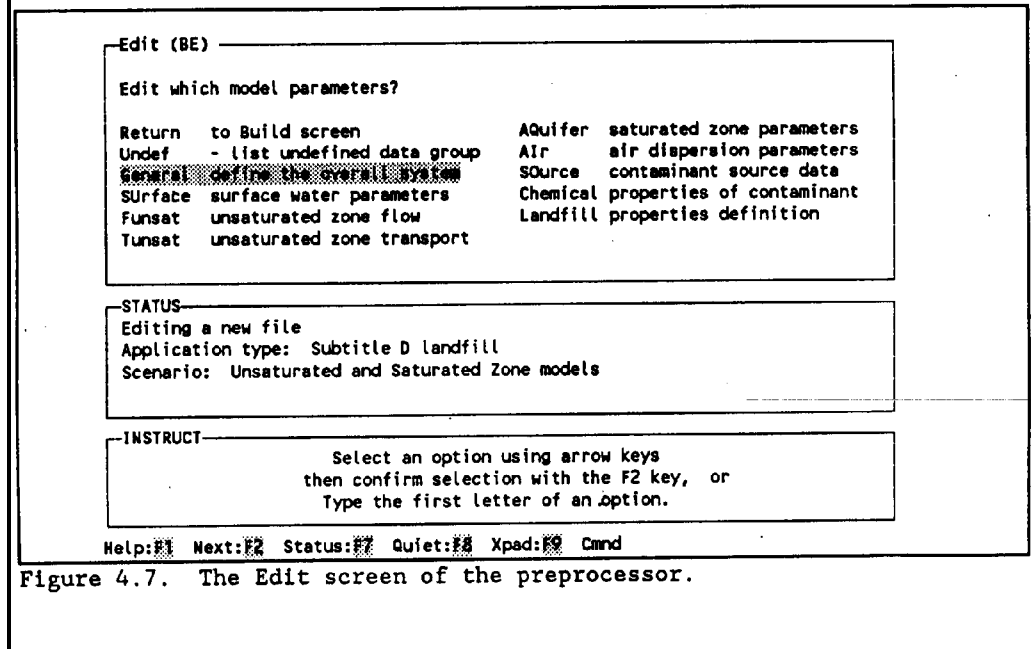 Edit (BE)
Edit which model parameters?
Return to Build screen
Undef - list undefined data group
General define the overall system
SUrface surface water parameters
Funsat unsaturated zone flow
Tunsat unsaturated zone transport
AQuifer saturated zone parameters
AIr air dispersion parameters
SOurce contaminant source data
Chemical properties of contaminant
Landfill properties definition
STATUS
Editing a new file
Application type: Subtitle D landfill
Scenario: Unsaturated and Saturated Zone models
INSTRUCT
Select an option using arrow keys
then confirm selection with the F2 key, or
Type the first letter of an option.
Help:F1 Next:F2 Status:F7 Quiet:F8 Xpad:F9 Cmnd
Figure 4.7. The Edit screen of the preprocessor.